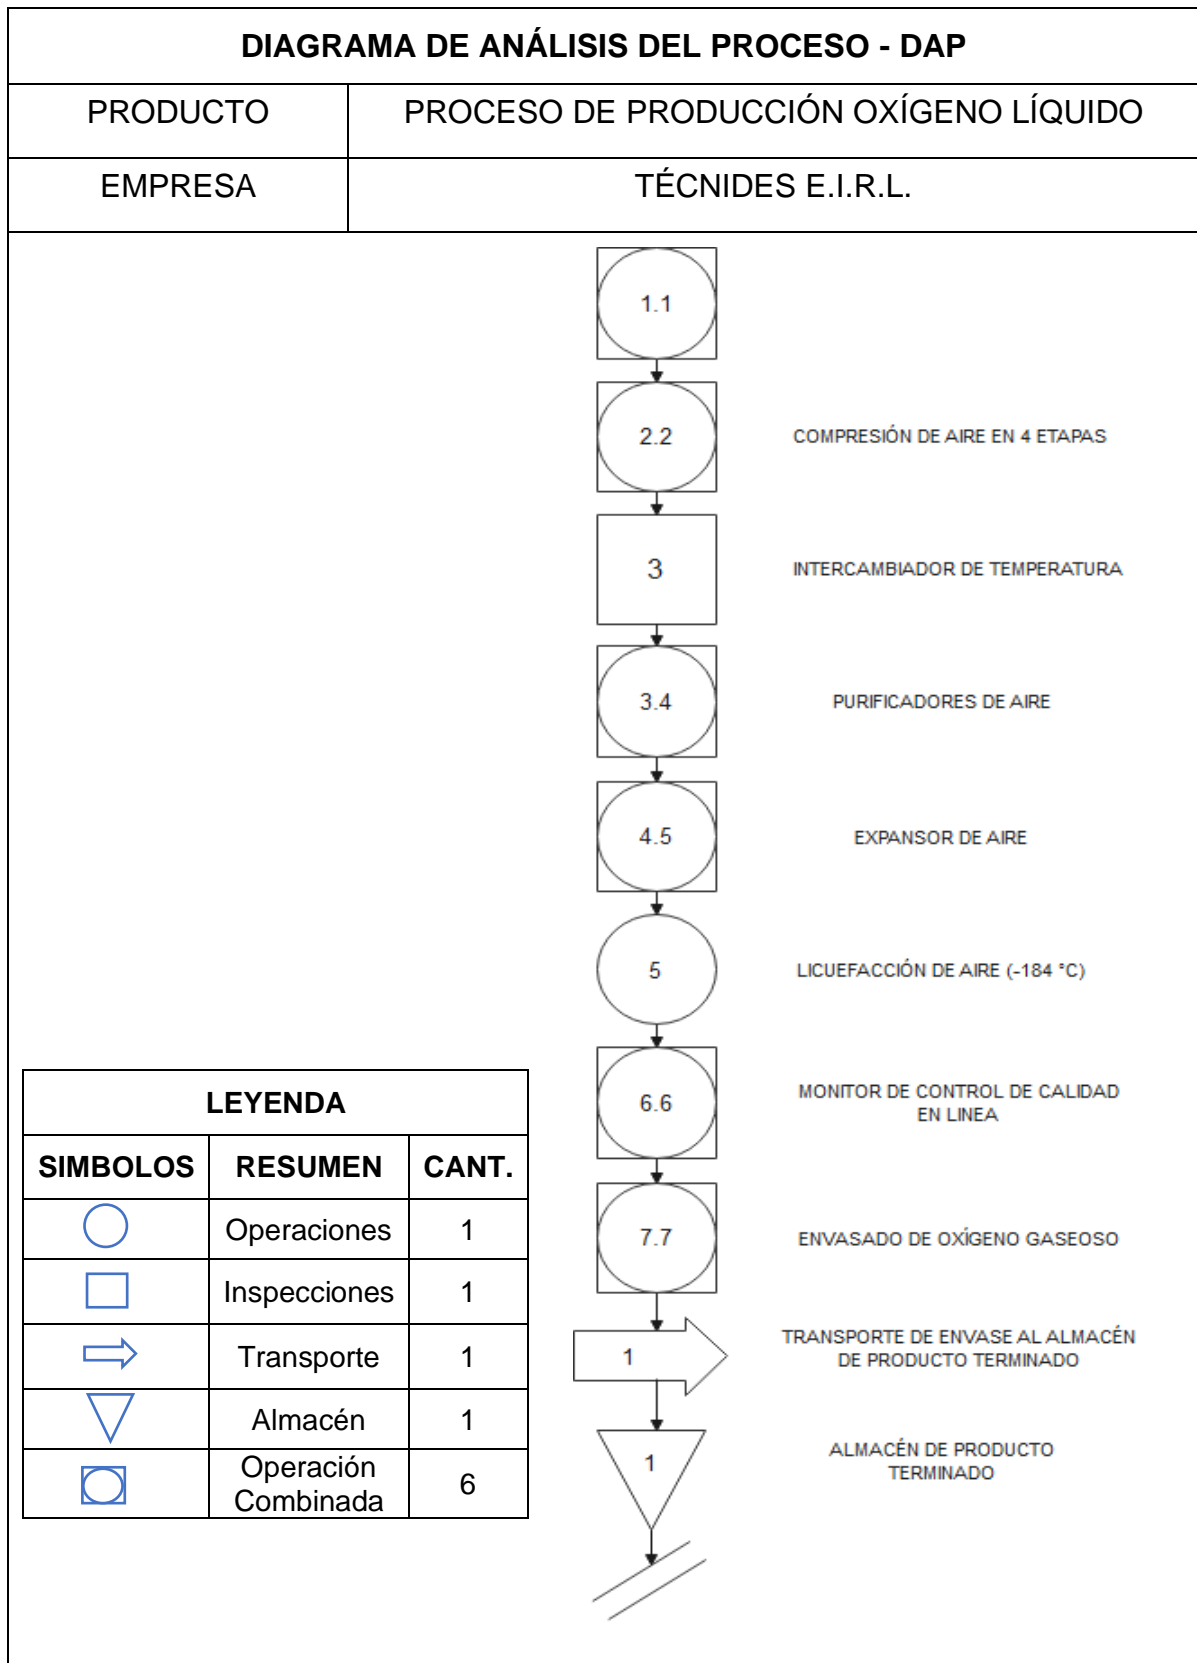 DIAGRAMA DE ANÁLISIS DEL PROCESO - DAP
PRODUCTO
PROCESO DE PRODUCCIÓN OXÍGENO LÍQUIDO
EMPRESA
TÉCNIDES E.I.R.L.
1.1
2.2
COMPRESIÓN DE AIRE EN 4 ETAPAS
3
INTERCAMBIADOR DE TEMPERATURA
3.4
PURIFICADORES DE AIRE
4.5
EXPANSOR DE AIRE
5
LICUEFACCIÓN DE AIRE (-184 °C)
6.6
MONITOR DE CONTROL DE CALIDAD
EN LINEA
7.7
ENVASADO DE OXÍGENO GASEOSO
1
TRANSPORTE DE ENVASE AL ALMACÉN
DE PRODUCTO TERMINADO
1
ALMACÉN DE PRODUCTO
TERMINADO
LEYENDA
SIMBOLOS RESUMEN CANT.
Operaciones 1
Inspecciones 1
Transporte 1
Almacén 1
Operación
Combinada 6